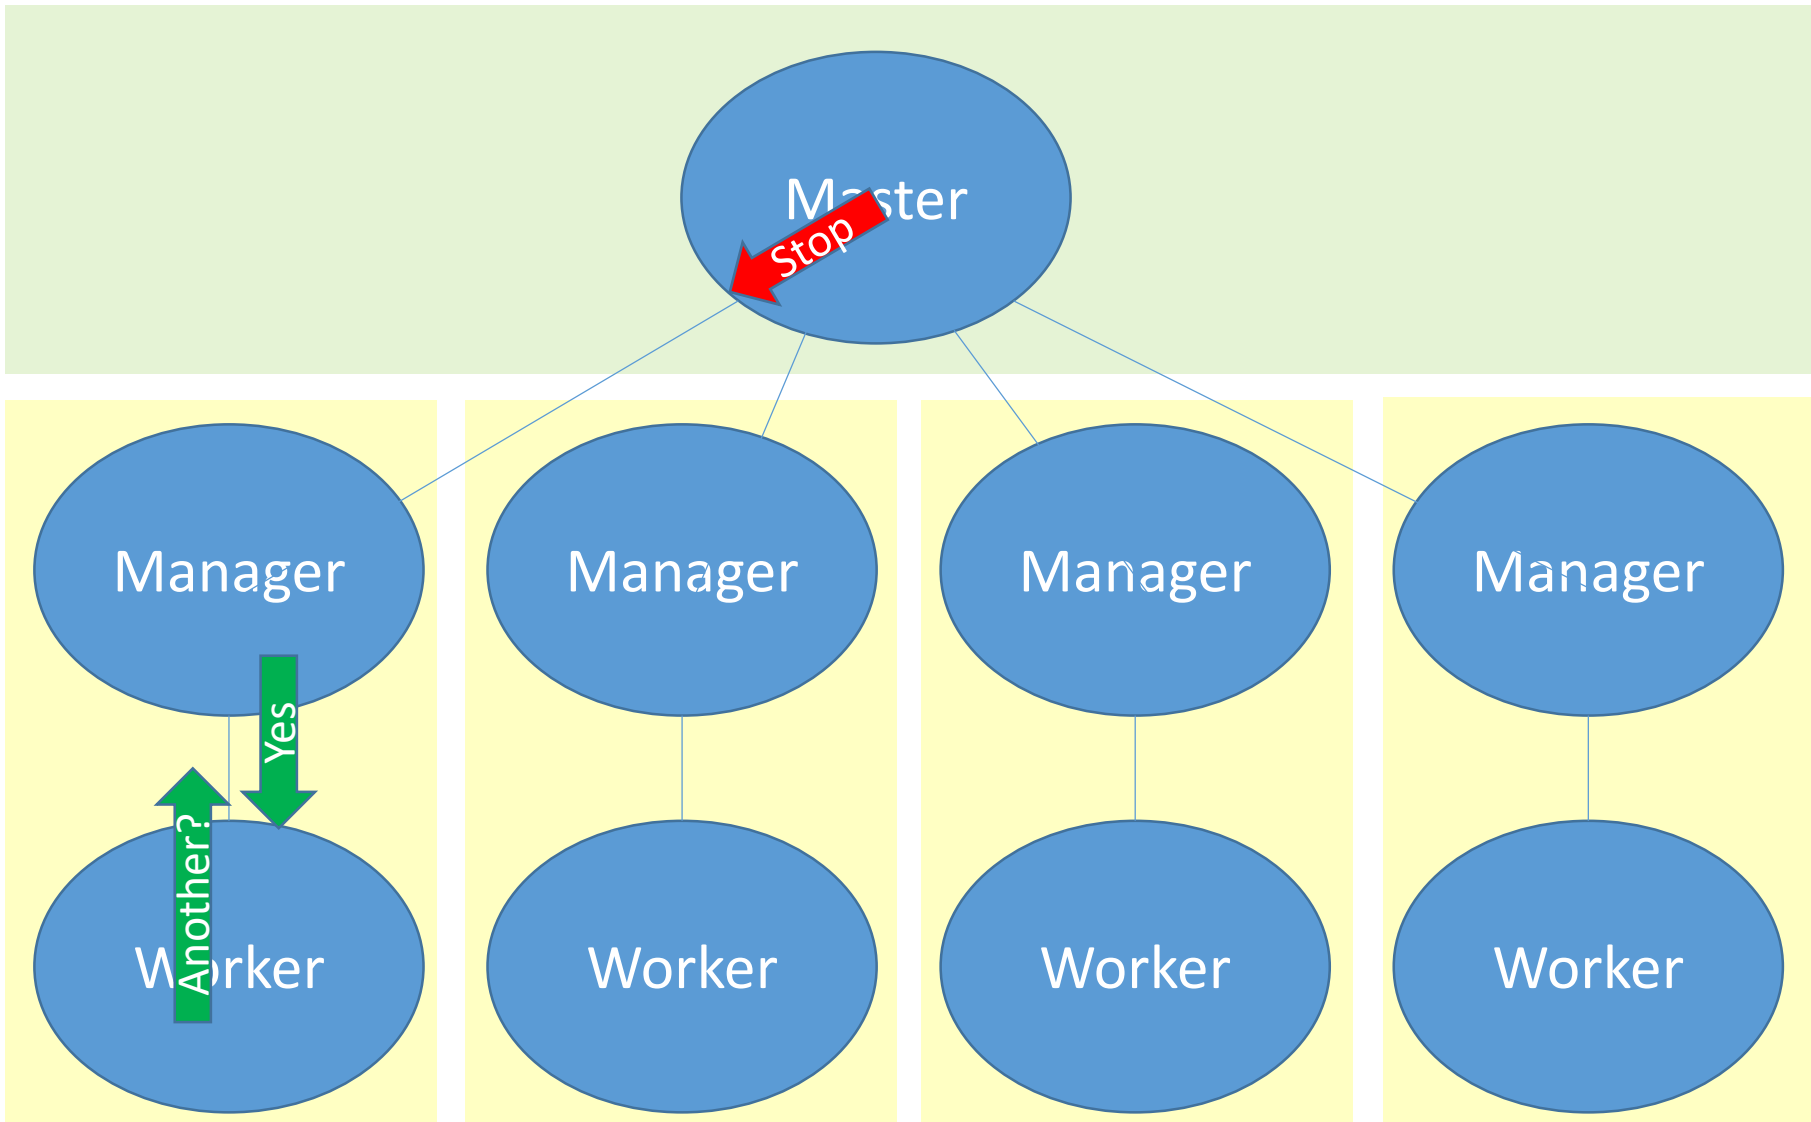 Master
Stop
Manager
Manager
Manager
Manager
Yes
Another?
Worker
Worker
Worker
Worker